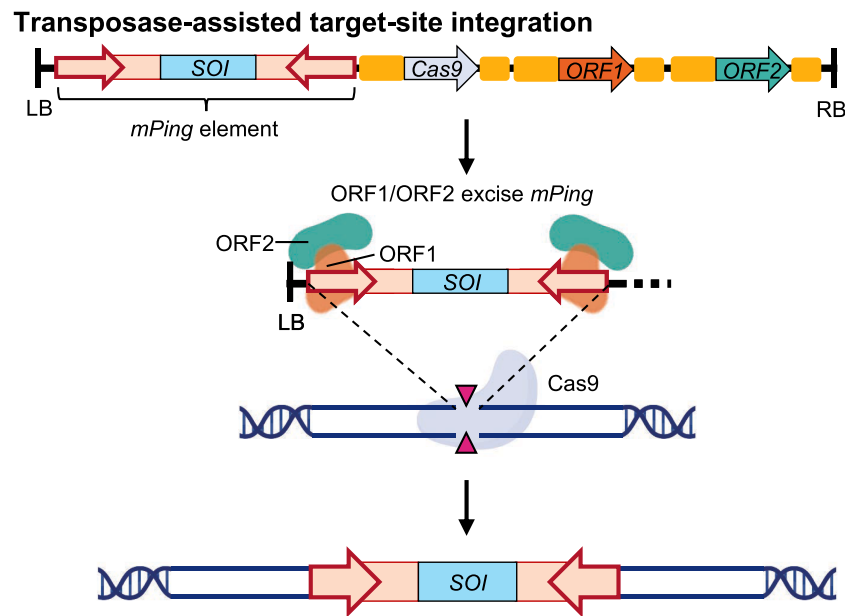 Transposase-assisted target-site integration
SOI Cas9 ORF1 ORF2
LB RB
mPing element
ORF1/ORF2 excise mPing
ORF2
ORF1
SOI
LB
Cas9
SOI